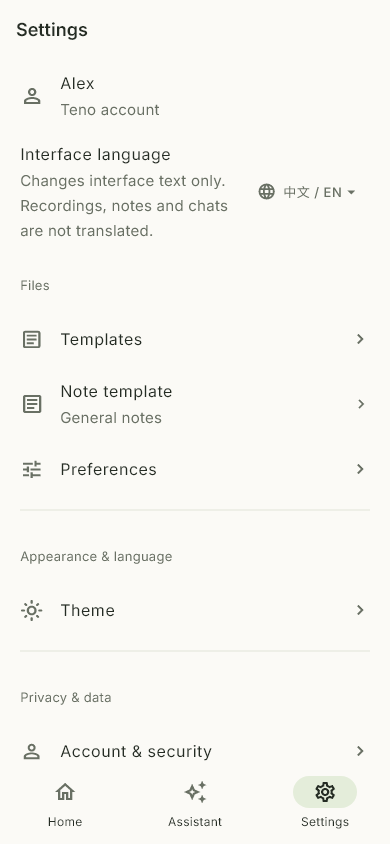 Settings
Alex
Teno account
Interface language
Changes interface text only.
Recordings, notes and chats
are not translated.
中文 / EN
Files
Templates
Note template
General notes
Preferences
Appearance & language
Theme
Privacy & data
Account & security
Home
Assistant
Settings